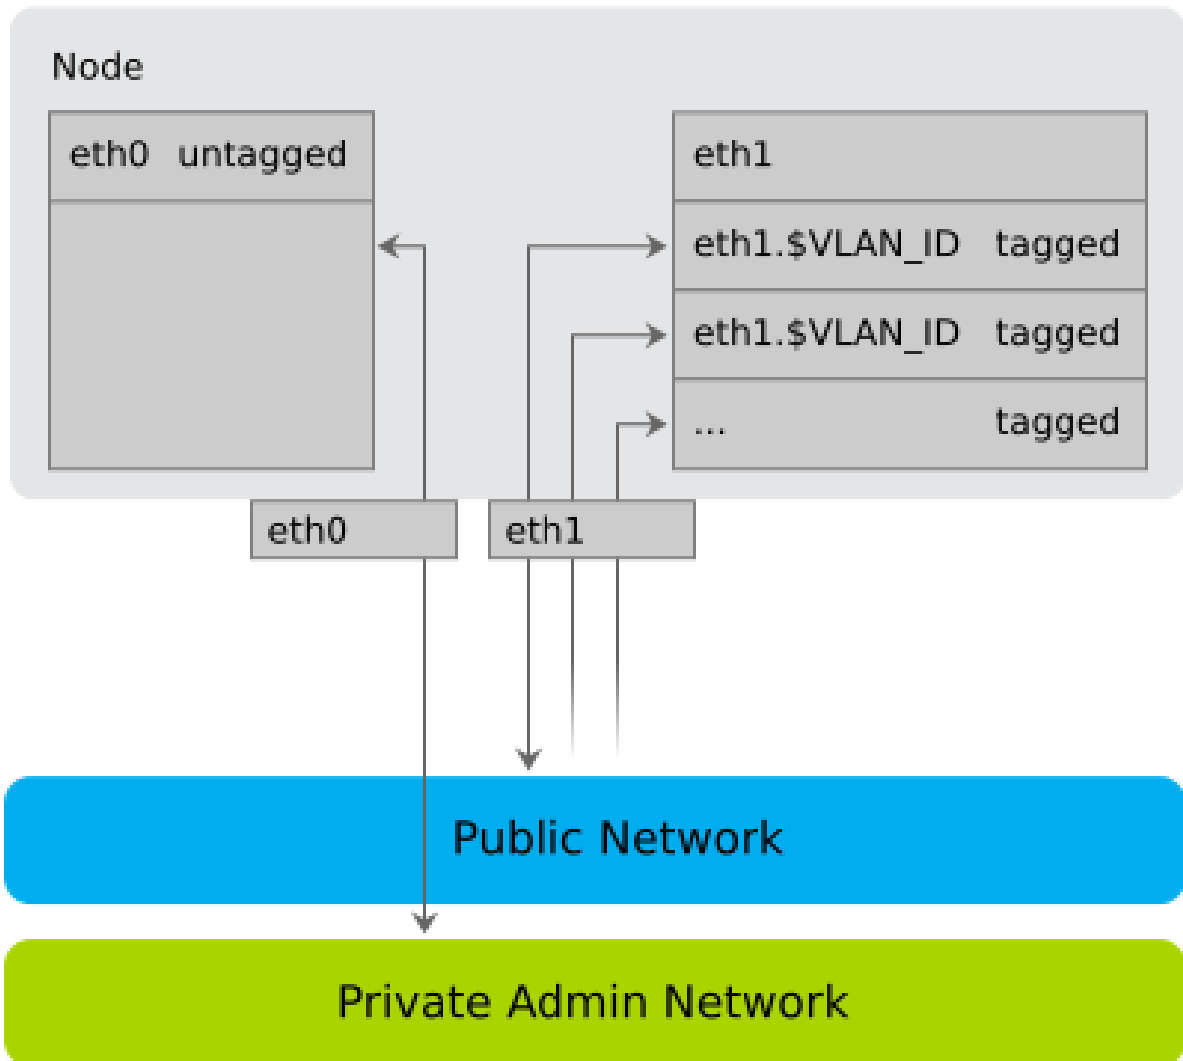 Node
eth0 untagged
eth1
eth1.$VLAN_ID tagged
eth1.$VLAN_ID tagged
... tagged
eth0
eth1
Public Network
Private Admin Network